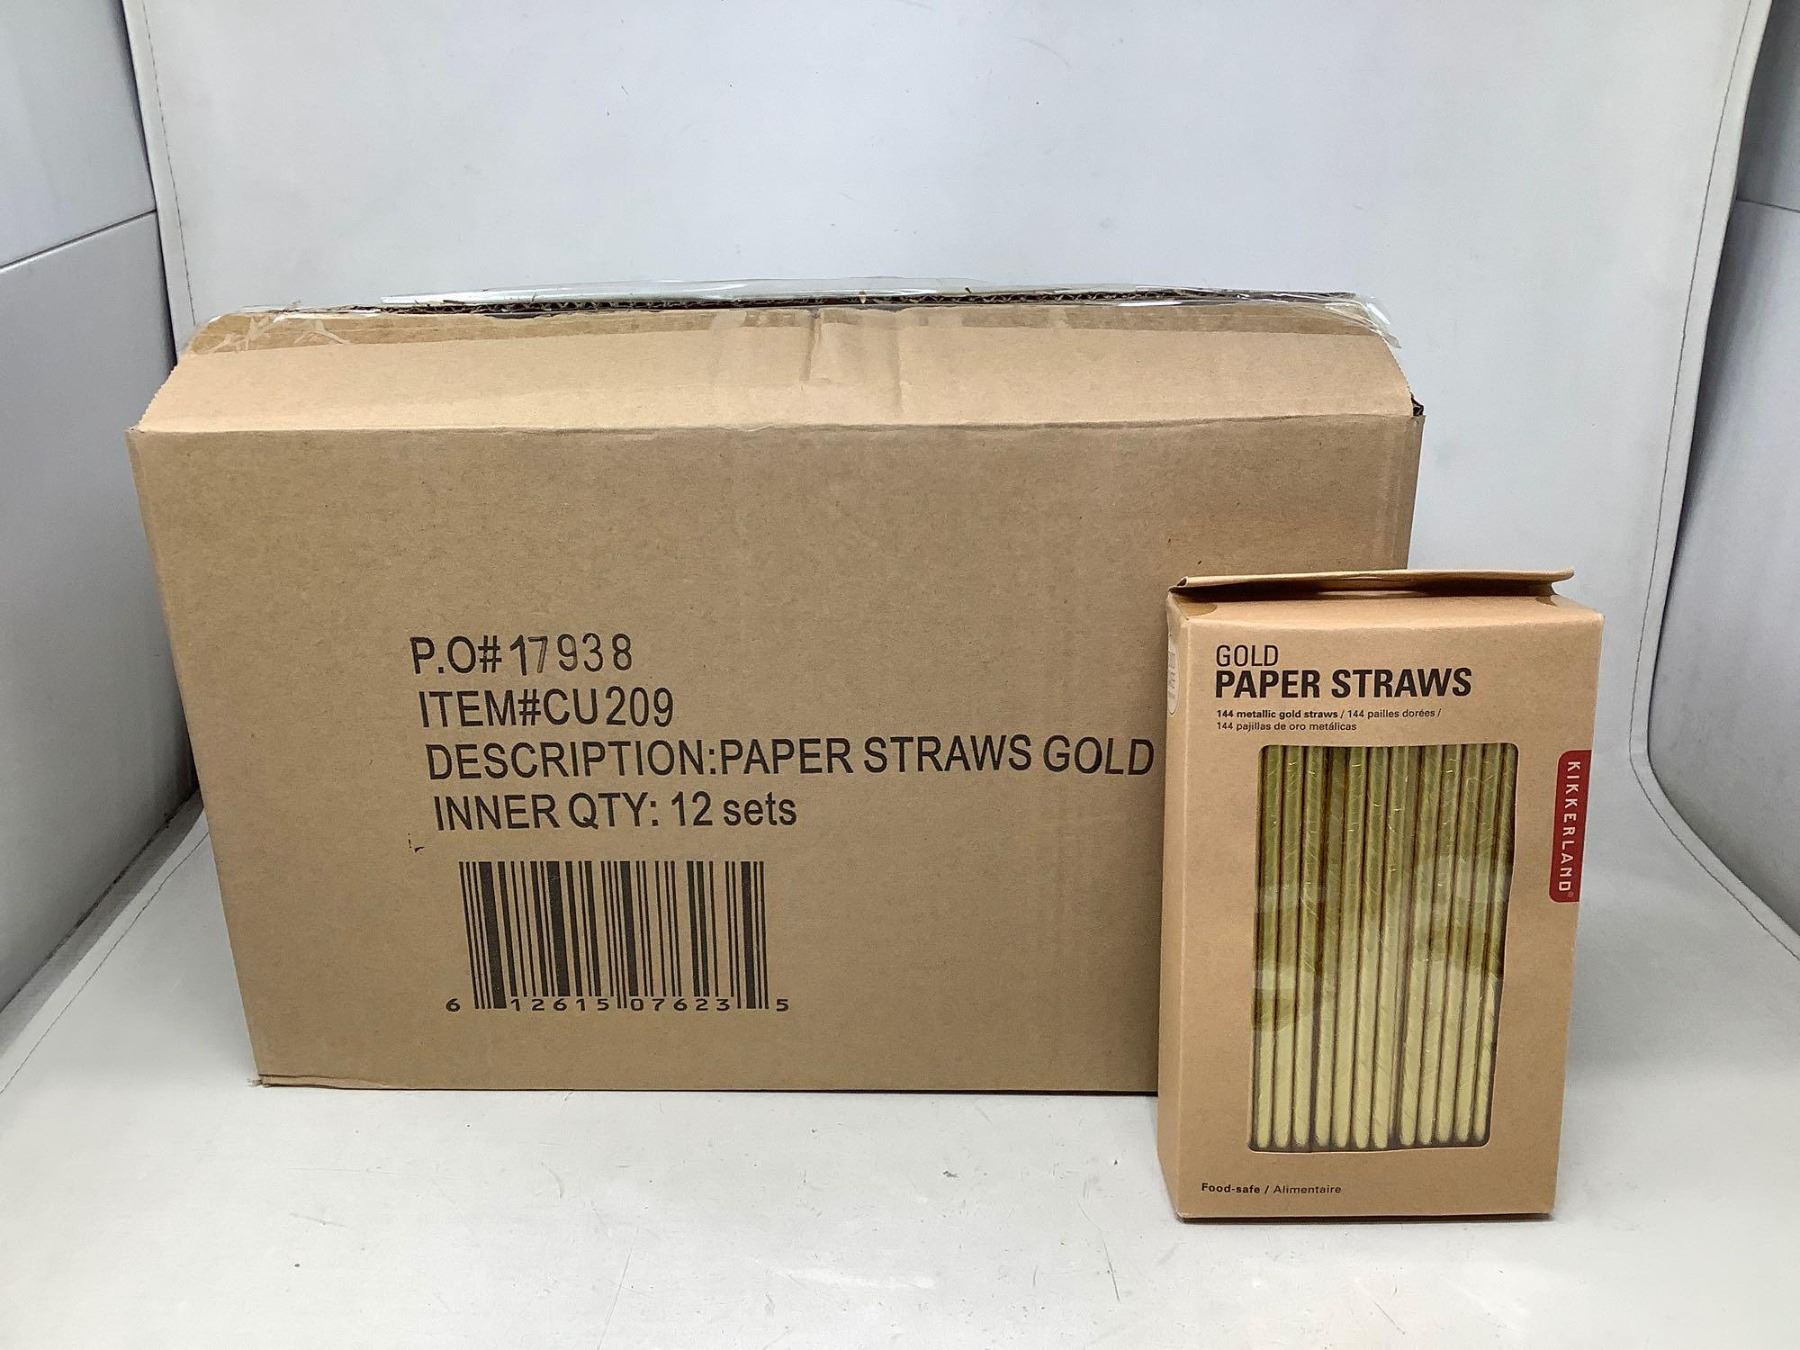 P.O#17938
ITEM#CU209
DESCRIPTION:PAPER STRAWS GOLD
INNER QTY: 12 sets
6 12615 07623 5
GOLD
PAPER STRAWS
144 metallic gold straws / 144 pailles dorées /
144 pajillas de oro metálicas
KIKKERLAND®
Food-safe / Alimentaire